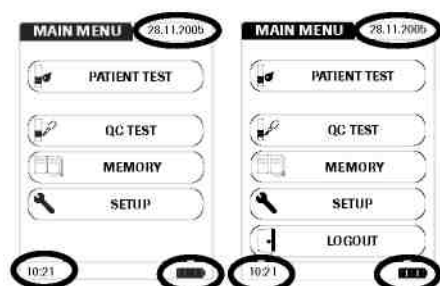 MAIN MENU 28.11.2005
PATIENT TEST
QC TEST
MEMORY
SETUP
10:21
MAIN MENU 28.11.2005
PATIENT TEST
QC TEST
MEMORY
SETUP
LOGOUT
10:21